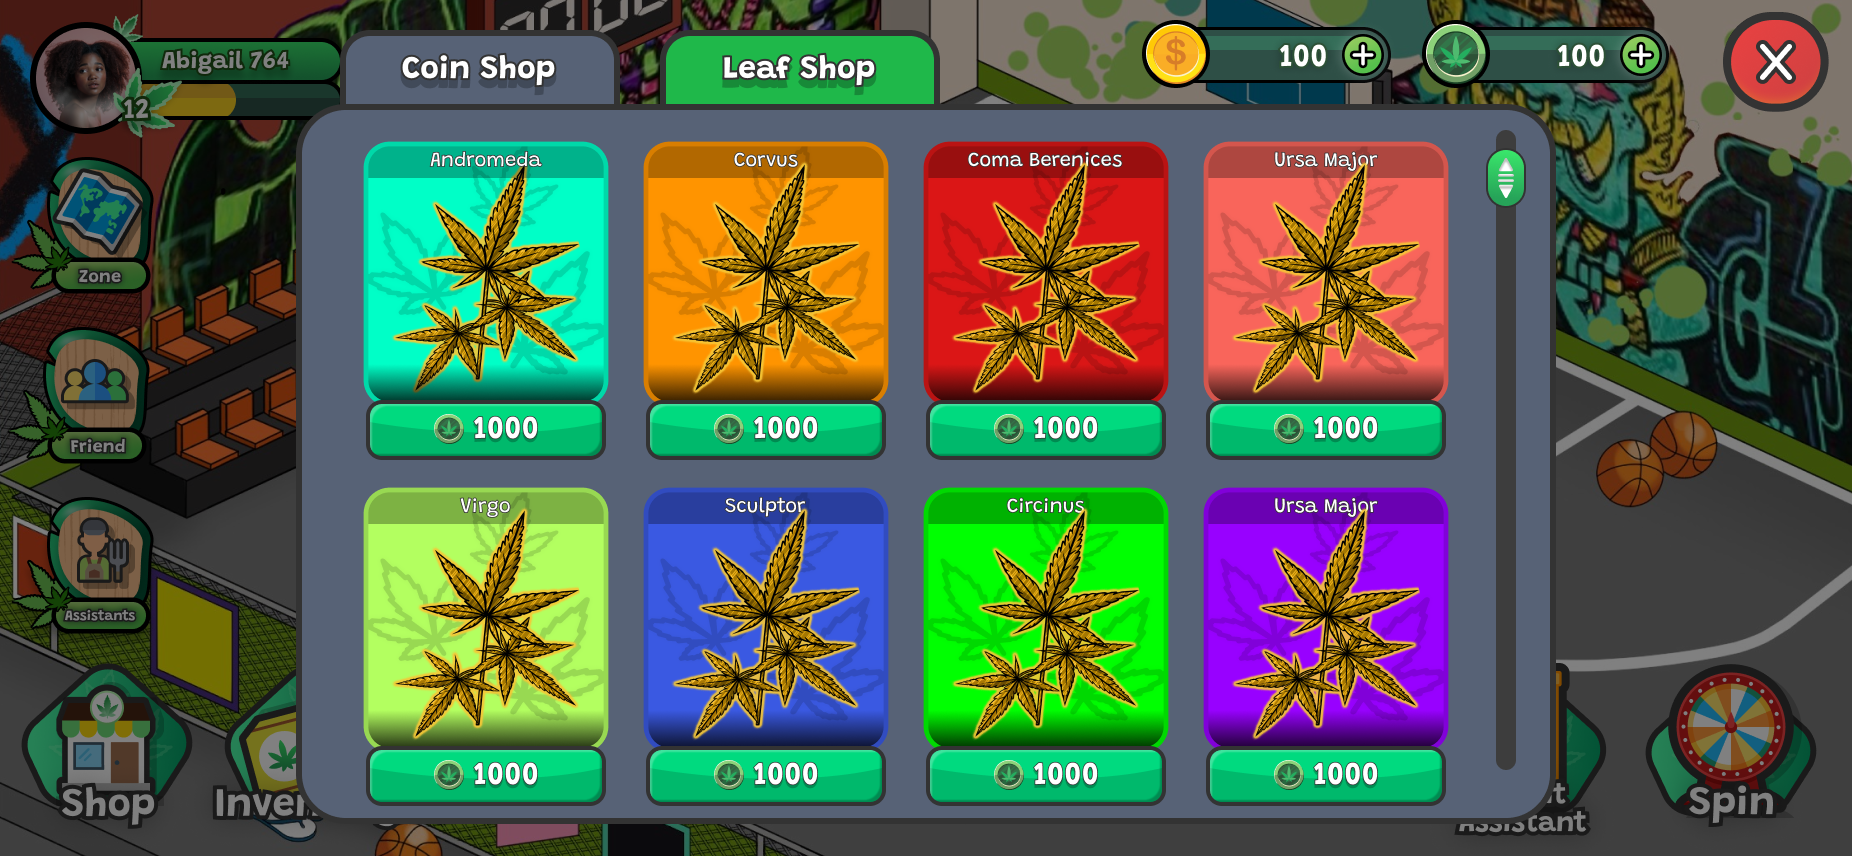 Abigail 764
12
Coin Shop
Leaf Shop
100
100
Andromeda
Corvus
Coma Berenices
Ursa Major
1000
1000
1000
1000
Virgo
Sculptor
Circinus
Ursa Major
1000
1000
1000
1000
Zone
Friend
Assistants
Shop
Inven
Assistant
Spin